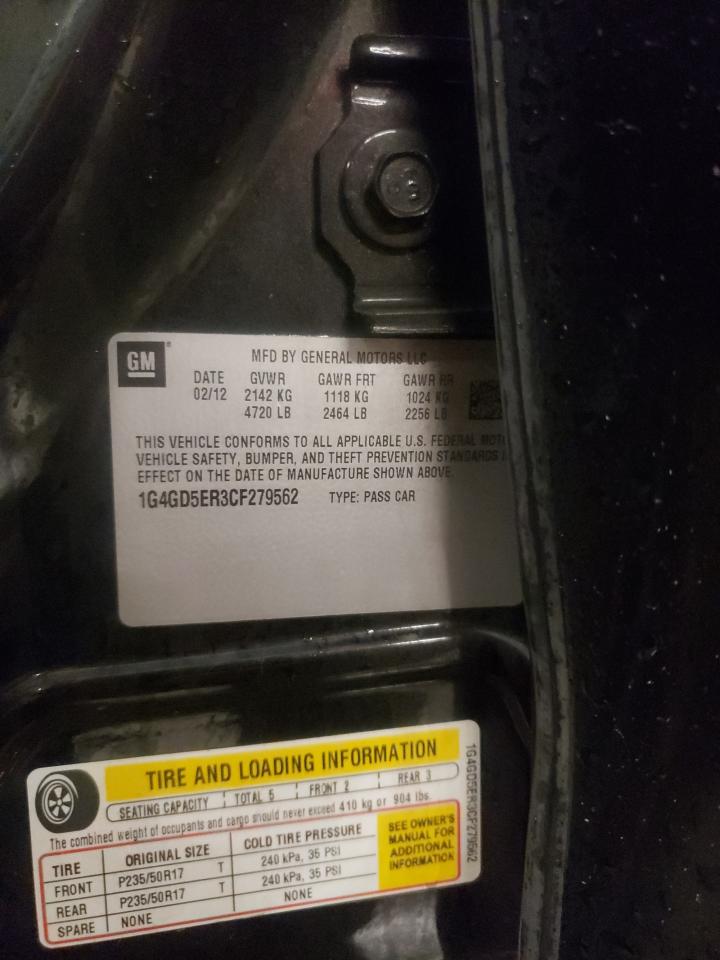 GM
MFD BY GENERAL MOTORS LLC
DATE GVWR GAWR FRT GAWR RR
02/12 2142 KG 1118 KG 1024 KG
4720 LB 2464 LB 2256 LB
THIS VEHICLE CONFORMS TO ALL APPLICABLE U.S. FEDERAL
VEHICLE SAFETY, BUMPER, AND THEFT PREVENTION STANDARDS
EFFECT ON THE DATE OF MANUFACTURE SHOWN ABOVE.
1G4GD5ER3CF279562 TYPE: PASS CAR
TIRE AND LOADING INFORMATION
SEATING CAPACITY TOTAL 5 FRONT 2 REAR 3
The combined weight of occupants and cargo should never exceed 410 kg or 904 lbs.
TIRE ORIGINAL SIZE COLD TIRE PRESSURE
FRONT P235/50R17 T 240 kPa, 35 PSI
REAR P235/50R17 T 240 kPa, 35 PSI
SPARE NONE NONE
SEE OWNER'S
MANUAL FOR
ADDITIONAL
INFORMATION
1G4GD5ER3CF279562